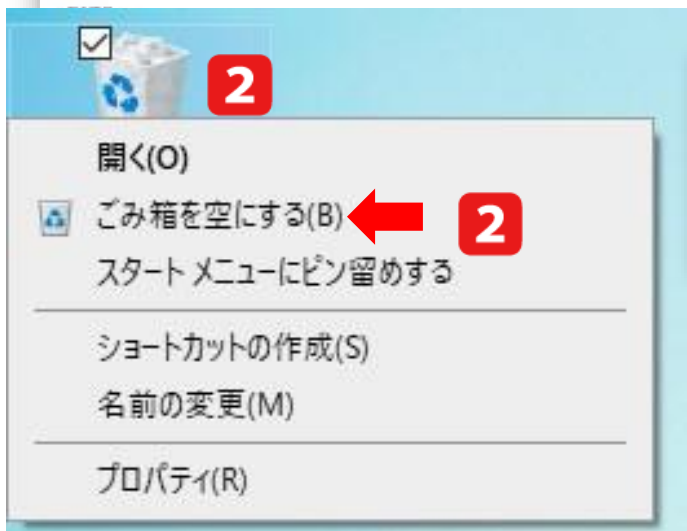 2
開く(O)
ごみ箱を空にする(B)
2
スタート メニューにピン留めする
ショートカットの作成(S)
名前の変更(M)
プロパティ(R)